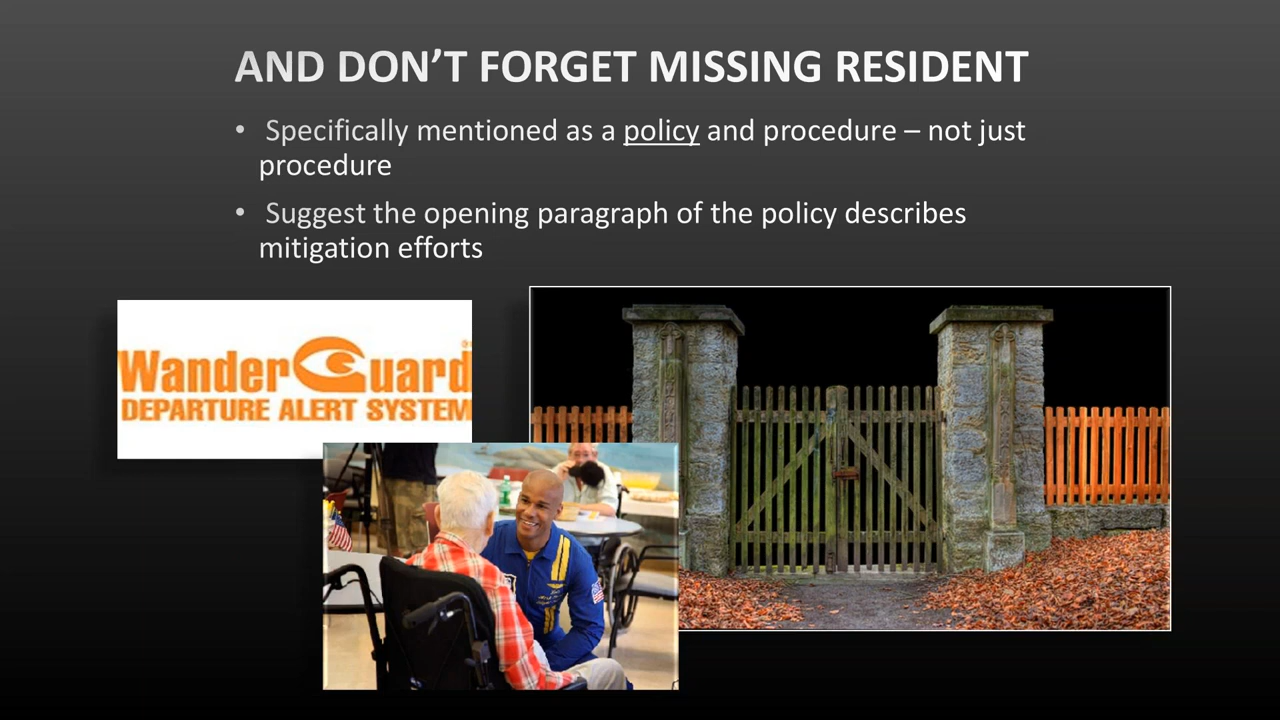 AND DON’T FORGET MISSING RESIDENT
• Specifically mentioned as a policy and procedure – not just
procedure
• Suggest the opening paragraph of the policy describes
mitigation efforts
WanderGuard®
DEPARTURE ALERT SYSTEM